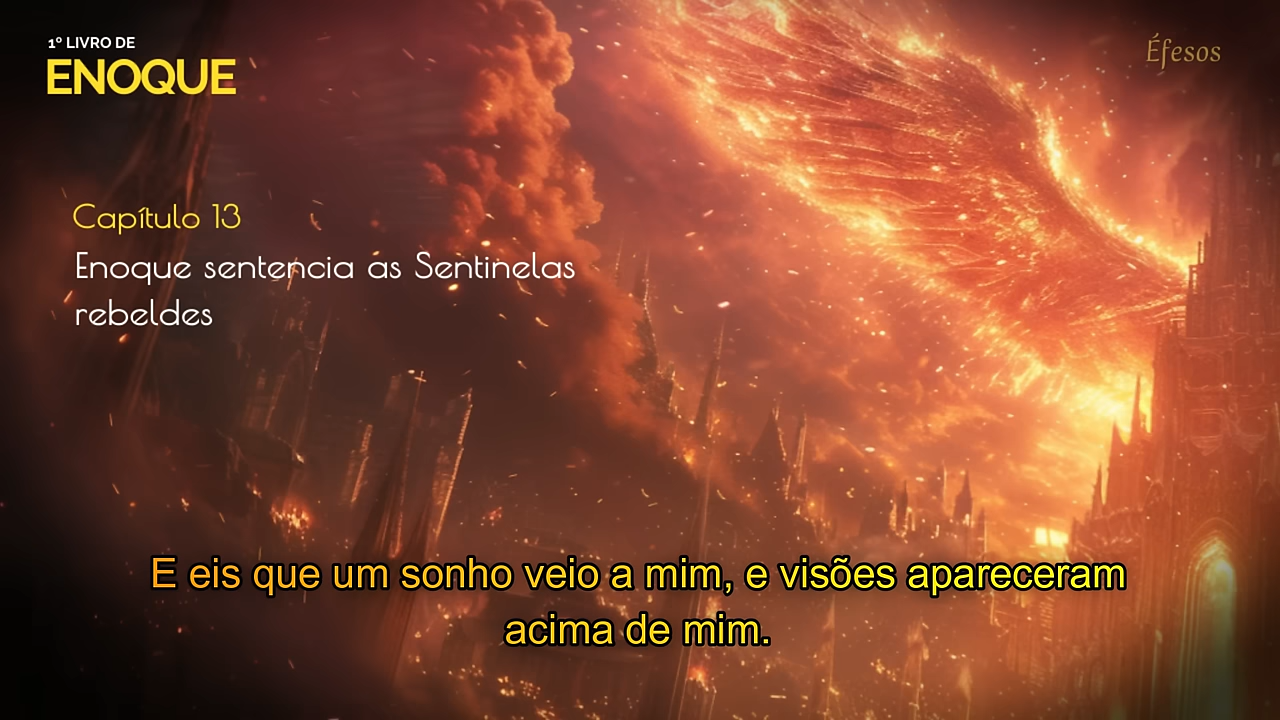 1º LIVRO DE
ENOQUE
Éfesos
Capítulo 13
Enoque sentencia as Sentinelas
rebeldes
E eis que um sonho veio a mim, e visões apareceram
acima de mim.